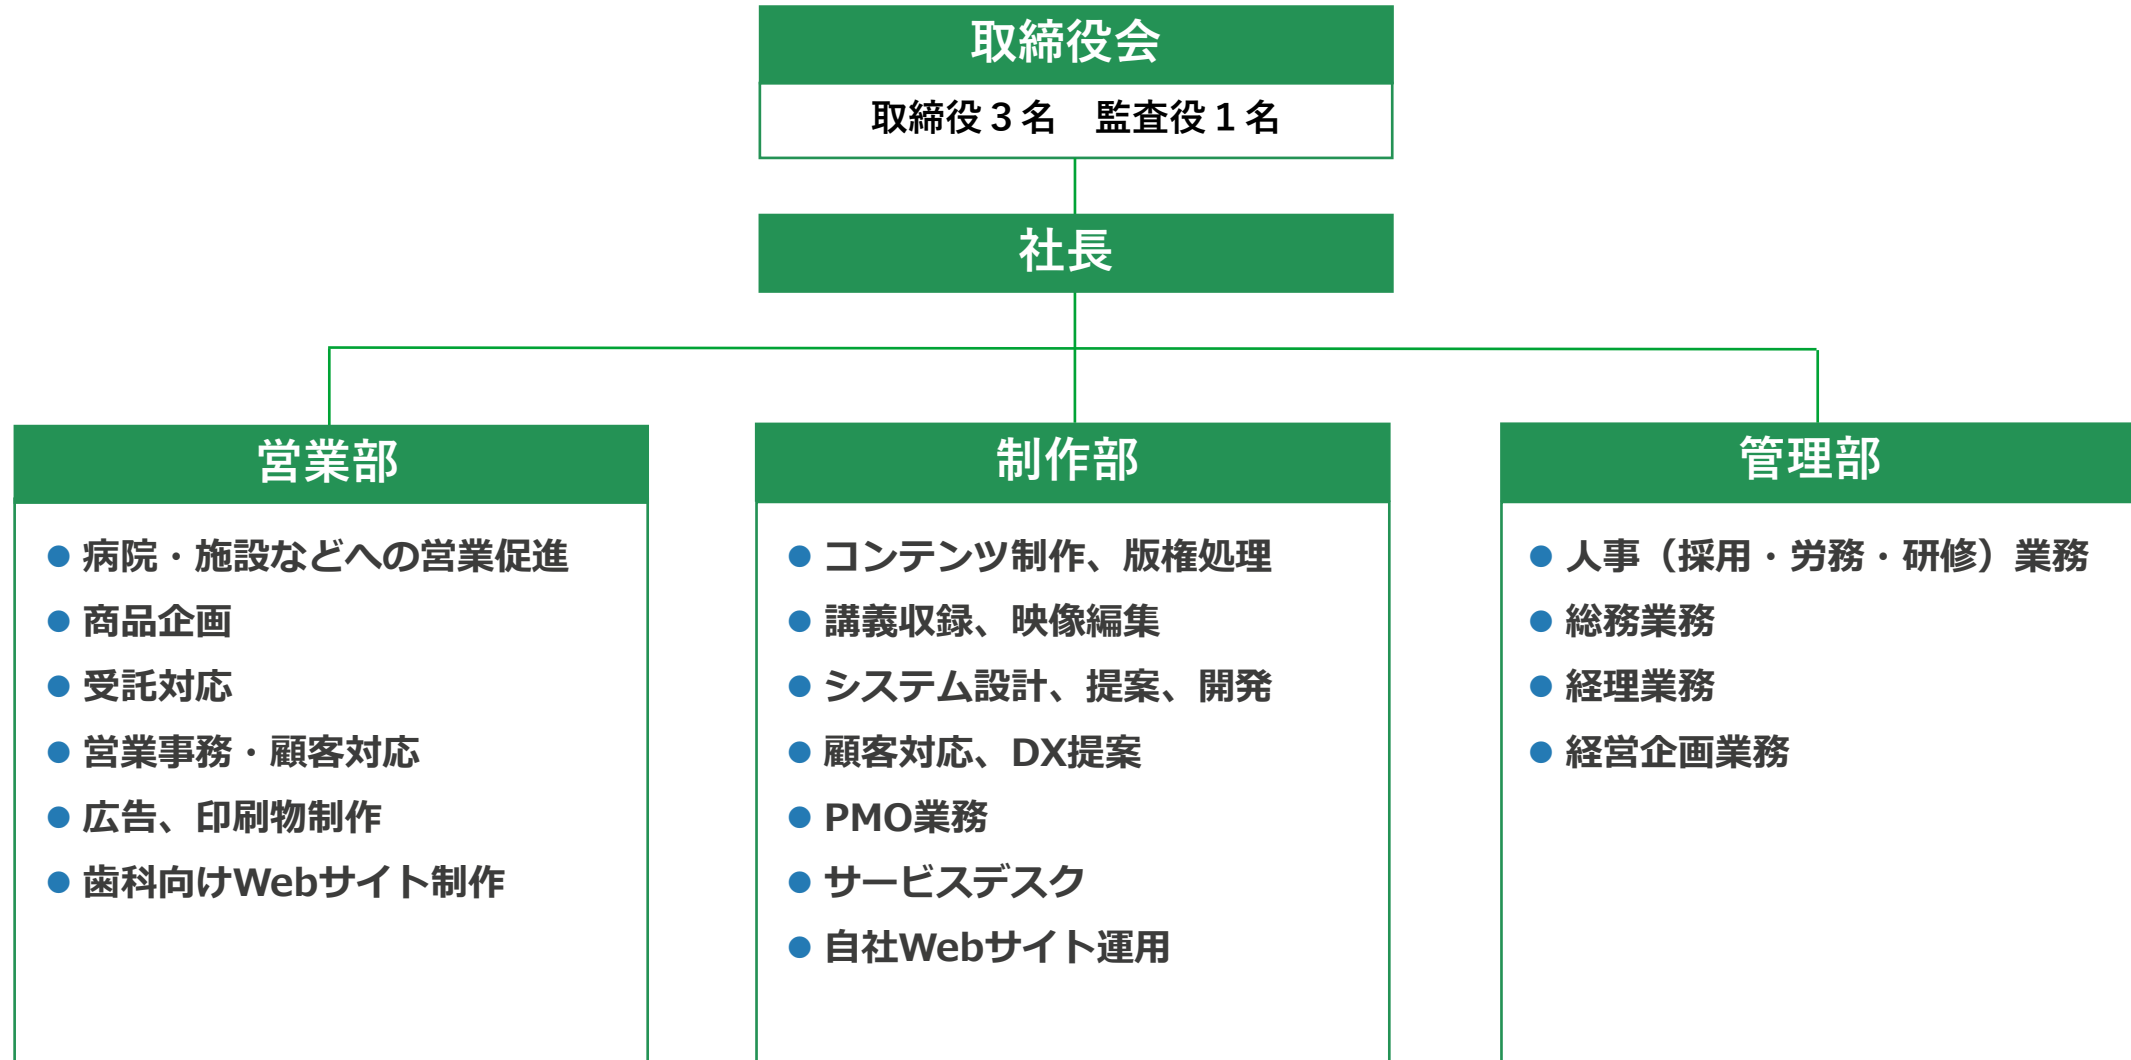 取締役会
取締役３名　監査役１名
社長
営業部
病院・施設などへの営業促進
商品企画
受託対応
営業事務・顧客対応
広告、印刷物制作
歯科向けWebサイト制作
制作部
コンテンツ制作、版権処理
講義収録、映像編集
システム設計、提案、開発
顧客対応、DX提案
PMO業務
サービスデスク
自社Webサイト運用
管理部
人事（採用・労務・研修）業務
総務業務
経理業務
経営企画業務